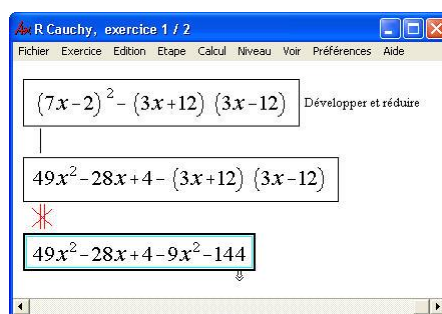 R Cauchy, exercice 1 / 2
Fichier Exercice Edition Etape Calcul Niveau Voir Préférences Aide
(7x-2)² - (3x+12) (3x-12) Développer et réduire
49x² - 28x + 4 - (3x+12) (3x-12)
49x² - 28x + 4 - 9x² - 144